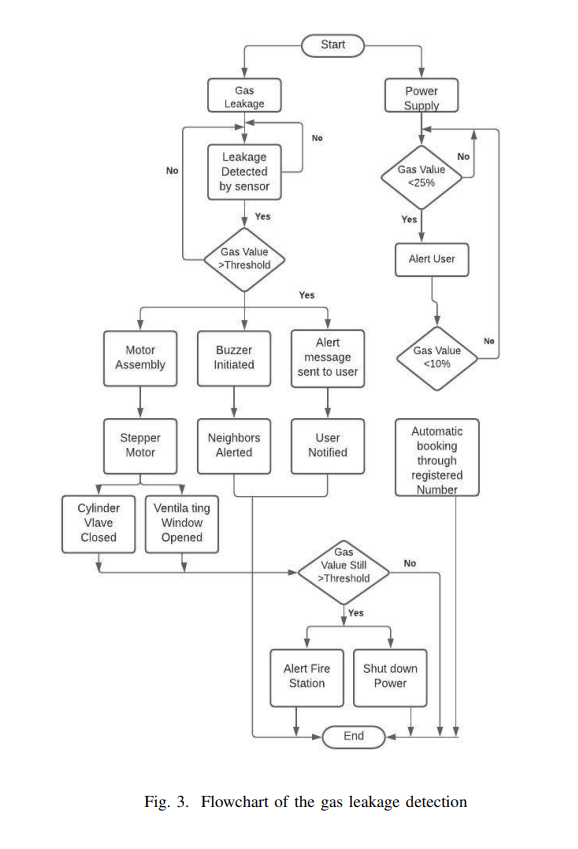 Start
Gas
Leakage
Power
Supply
No
Leakage
Detected
by sensor
No
Yes
Gas Value
>Threshold
Yes
No
Gas Value
<25%
Yes
Alert User
Gas Value
<10%
No
Motor
Assembly
Buzzer
Initiated
Alert
message
sent to user
Stepper
Motor
Neighbors
Alerted
User
Notified
Automatic
booking
through
registered
Number
Cylinder
Vlave
Closed
Ventila ting
Window
Opened
Gas
Value Still
>Threshold
No
Yes
Alert Fire
Station
Shut down
Power
End
Fig. 3. Flowchart of the gas leakage detection